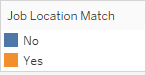 Job Location Match
No
Yes